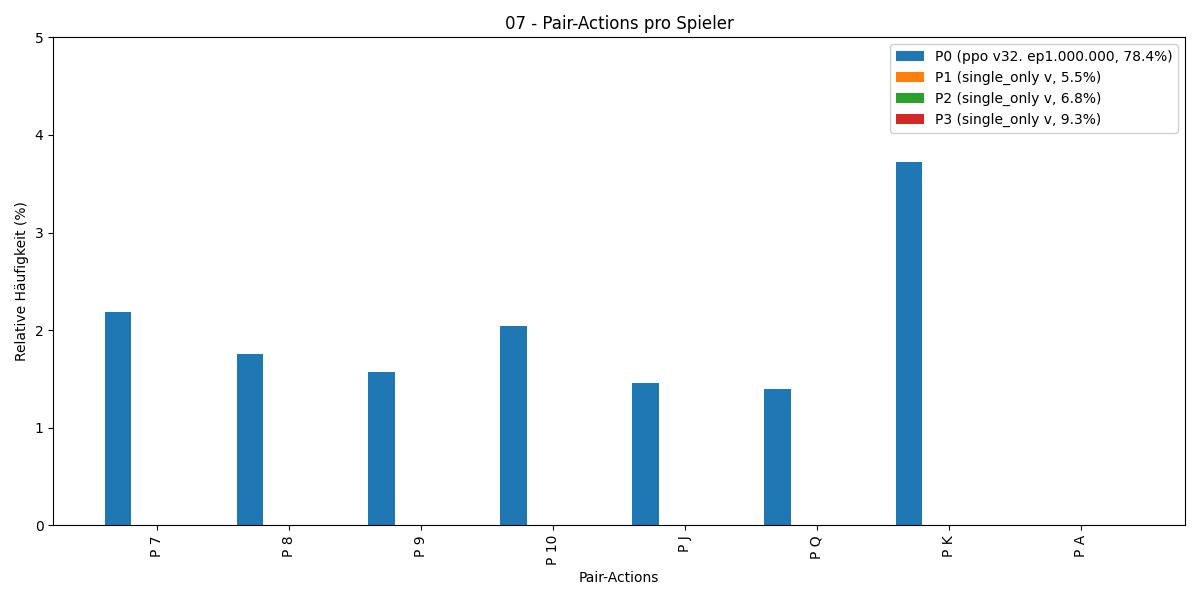 07 - Pair-Actions pro Spieler
P0 (ppo v32. ep1.000.000, 78.4%)
P1 (single_only v, 5.5%)
P2 (single_only v, 6.8%)
P3 (single_only v, 9.3%)
Relative Häufigkeit (%)
5
4
3
2
1
0
P 7
P 8
P 9
P 10
P J
P Q
P K
P A
Pair-Actions